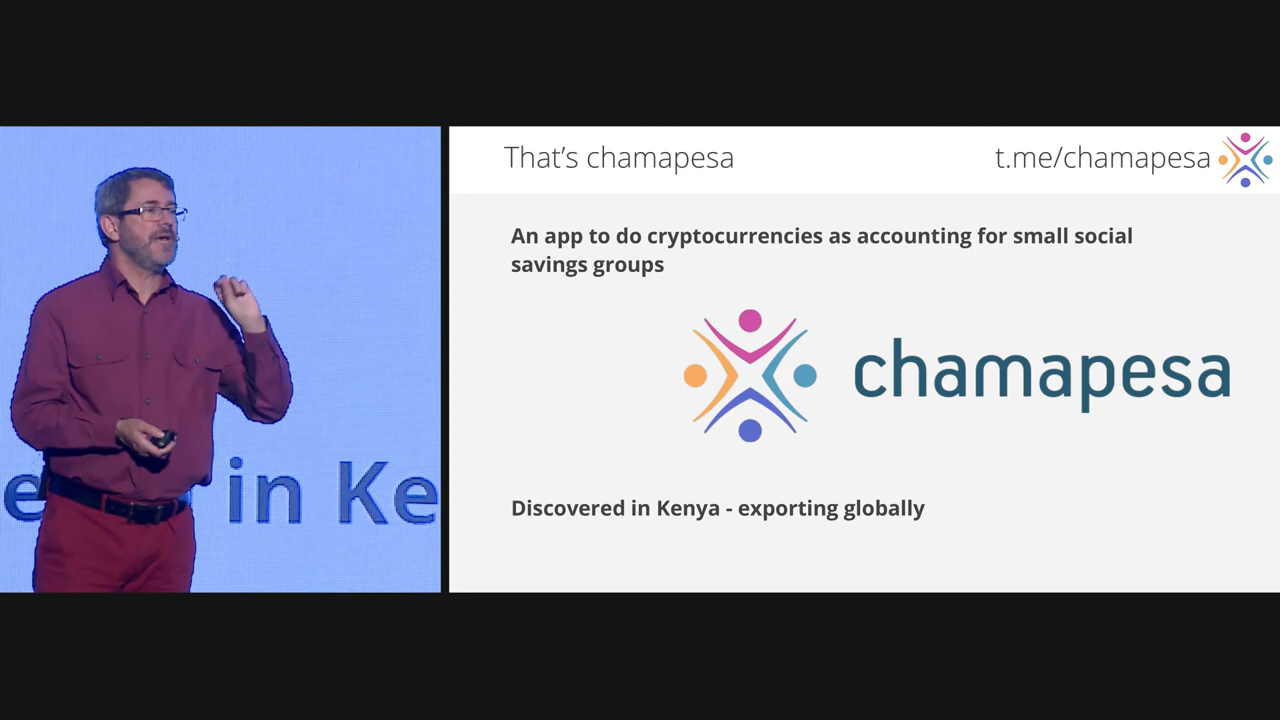 That's chamapesa
t.me/chamapesa
An app to do cryptocurrencies as accounting for small social
savings groups
chamapesa
Discovered in Kenya - exporting globally
in Ke